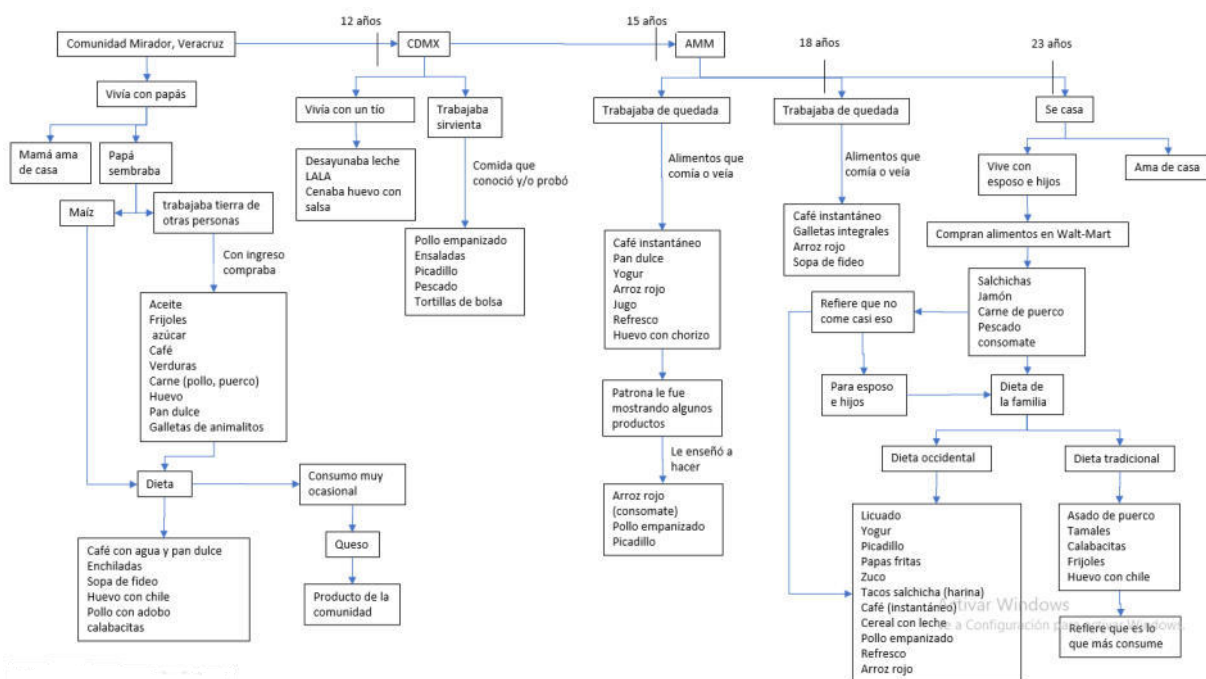 12 años
15 años
18 años
23 años
Comunidad Mirador, Veracruz
CDMX
AMM
Vivía con papás
Mamá ama
de casa
Papá
sembraba
Maíz
trabajaba tierra de
otras personas
Con ingreso
compraba
Aceite
Frijoles
azúcar
Café
Verduras
Carne (pollo, puerco)
Huevo
Pan dulce
Galletas de animalitos
Dieta
Consumo muy
ocasional
Queso
Producto de la
comunidad
Café con agua y pan dulce
Enchiladas
Sopa de fideo
Huevo con chile
Pollo con adobo
calabacitas
Vivía con un tío
Desayunaba leche
LALA
Cenaba huevo con
salsa
Trabajaba
sirvienta
Comida que
conoció y/o probó
Pollo empanizado
Ensaladas
Picadillo
Pescado
Tortillas de bolsa
Trabajaba de quedada
Alimentos que
comía o veía
Café instantáneo
Pan dulce
Yogur
Arroz rojo
Jugo
Refresco
Huevo con chorizo
Patrona le fue
mostrando algunos
productos
Le enseñó a
hacer
Arroz rojo
(consomate)
Pollo empanizado
Picadillo
Trabajaba de quedada
Alimentos que
comía o veía
Café instantáneo
Galletas integrales
Arroz rojo
Sopa de fideo
Se casa
Vive con
esposo e hijos
Ama de casa
Compran alimentos en Walt-Mart
Salchichas
Jamón
Carne de puerco
Pescado
consomate
Refiere que no
come casi eso
Para esposo
e hijos
Dieta de
la familia
Dieta occidental
Dieta tradicional
Licuado
Yogur
Picadillo
Papas fritas
Zuco
Tacos salchicha (harina)
Café (instantáneo)
Cereal con leche
Pollo empanizado
Refresco
Arroz rojo
Asado de puerco
Tamales
Calabacitas
Frijoles
Huevo con chile
Refiere que es lo
que más consume
Activar Windows
Ve a Configuración para activar Windows.